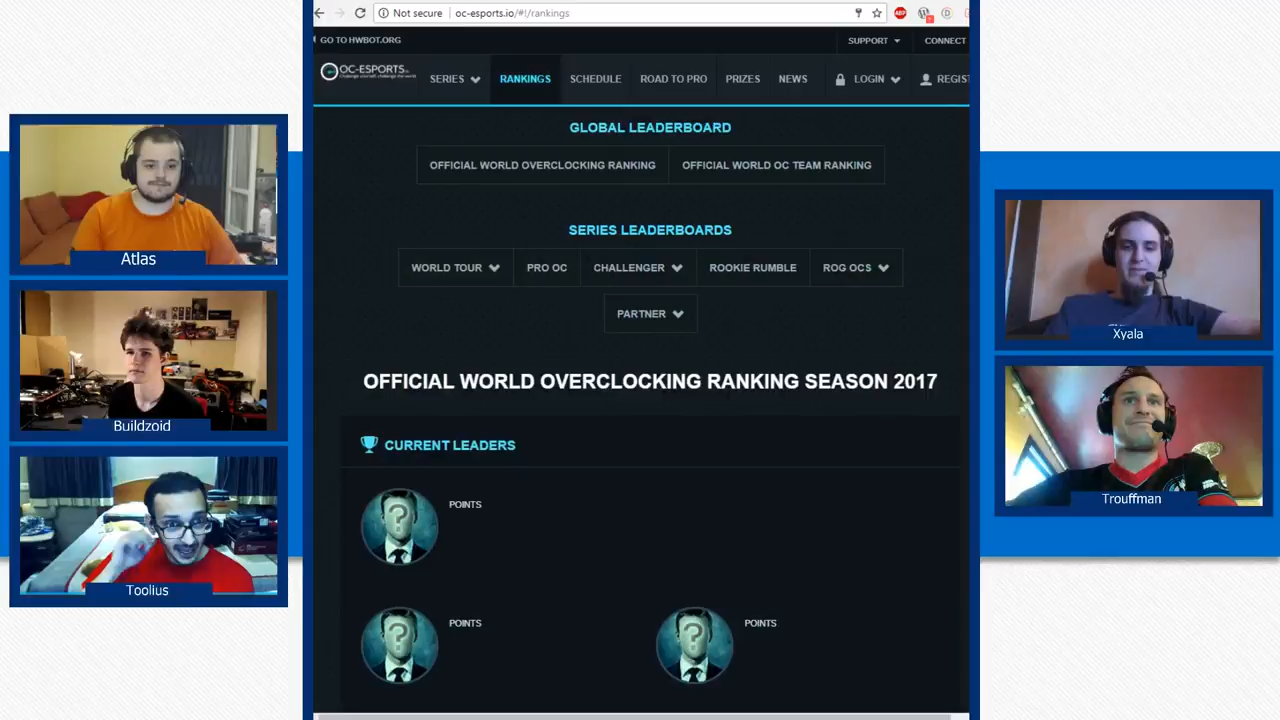 Not secure oc-esports.io/#!/rankings
ABP
GO TO HWBOT.ORG
SUPPORT
CONNECT
OC-ESPORTS
SERIES
RANKINGS
SCHEDULE
ROAD TO PRO
PRIZES
NEWS
LOGIN
REGIST
GLOBAL LEADERBOARD
OFFICIAL WORLD OVERCLOCKING RANKING
OFFICIAL WORLD OC TEAM RANKING
SERIES LEADERBOARDS
WORLD TOUR
PRO OC
CHALLENGER
ROOKIE RUMBLE
ROG OCS
PARTNER
OFFICIAL WORLD OVERCLOCKING RANKING SEASON 2017
CURRENT LEADERS
POINTS
POINTS
POINTS
Atlas
Buildzoid
Toolius
Xyala
Trouffman